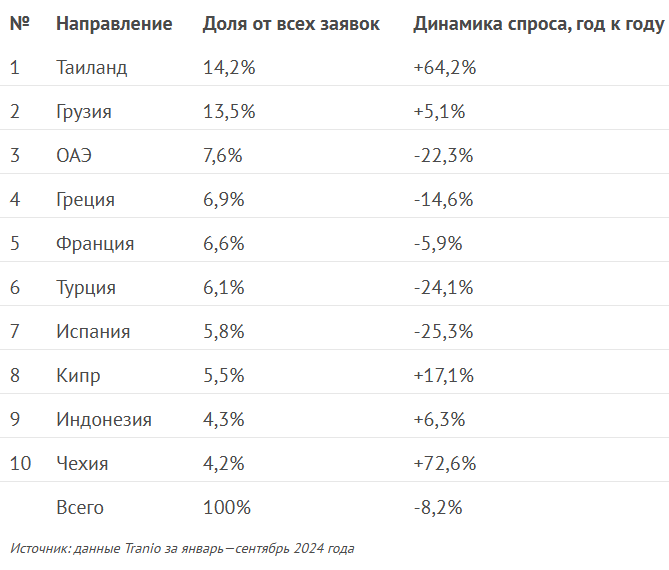 № Направление Доля от всех заявок Динамика спроса, год к году
1 Таиланд 14,2% +64,2%
2 Грузия 13,5% +5,1%
3 ОАЭ 7,6% -22,3%
4 Греция 6,9% -14,6%
5 Франция 6,6% -5,9%
6 Турция 6,1% -24,1%
7 Испания 5,8% -25,3%
8 Кипр 5,5% +17,1%
9 Индонезия 4,3% +6,3%
10 Чехия 4,2% +72,6%
Всего 100% -8,2%
Источник: данные Tranio за январь—сентябрь 2024 года